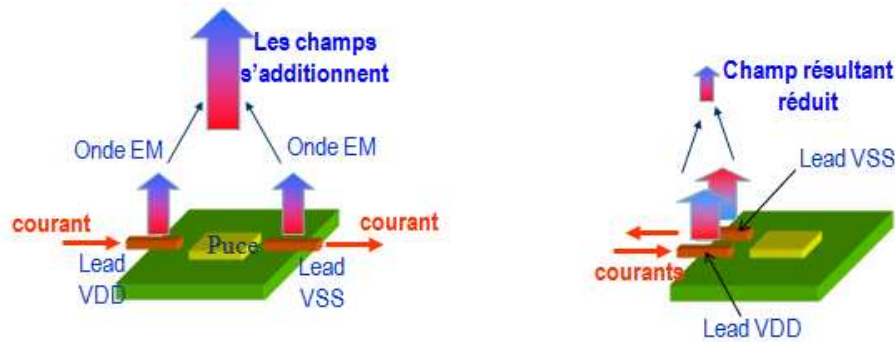 Les champs
s'additionnent
Onde EM
Onde EM
courant
courant
Puce
Lead
VDD
Lead
VSS
Champ résultant
réduit
Lead VSS
courants
Lead VDD